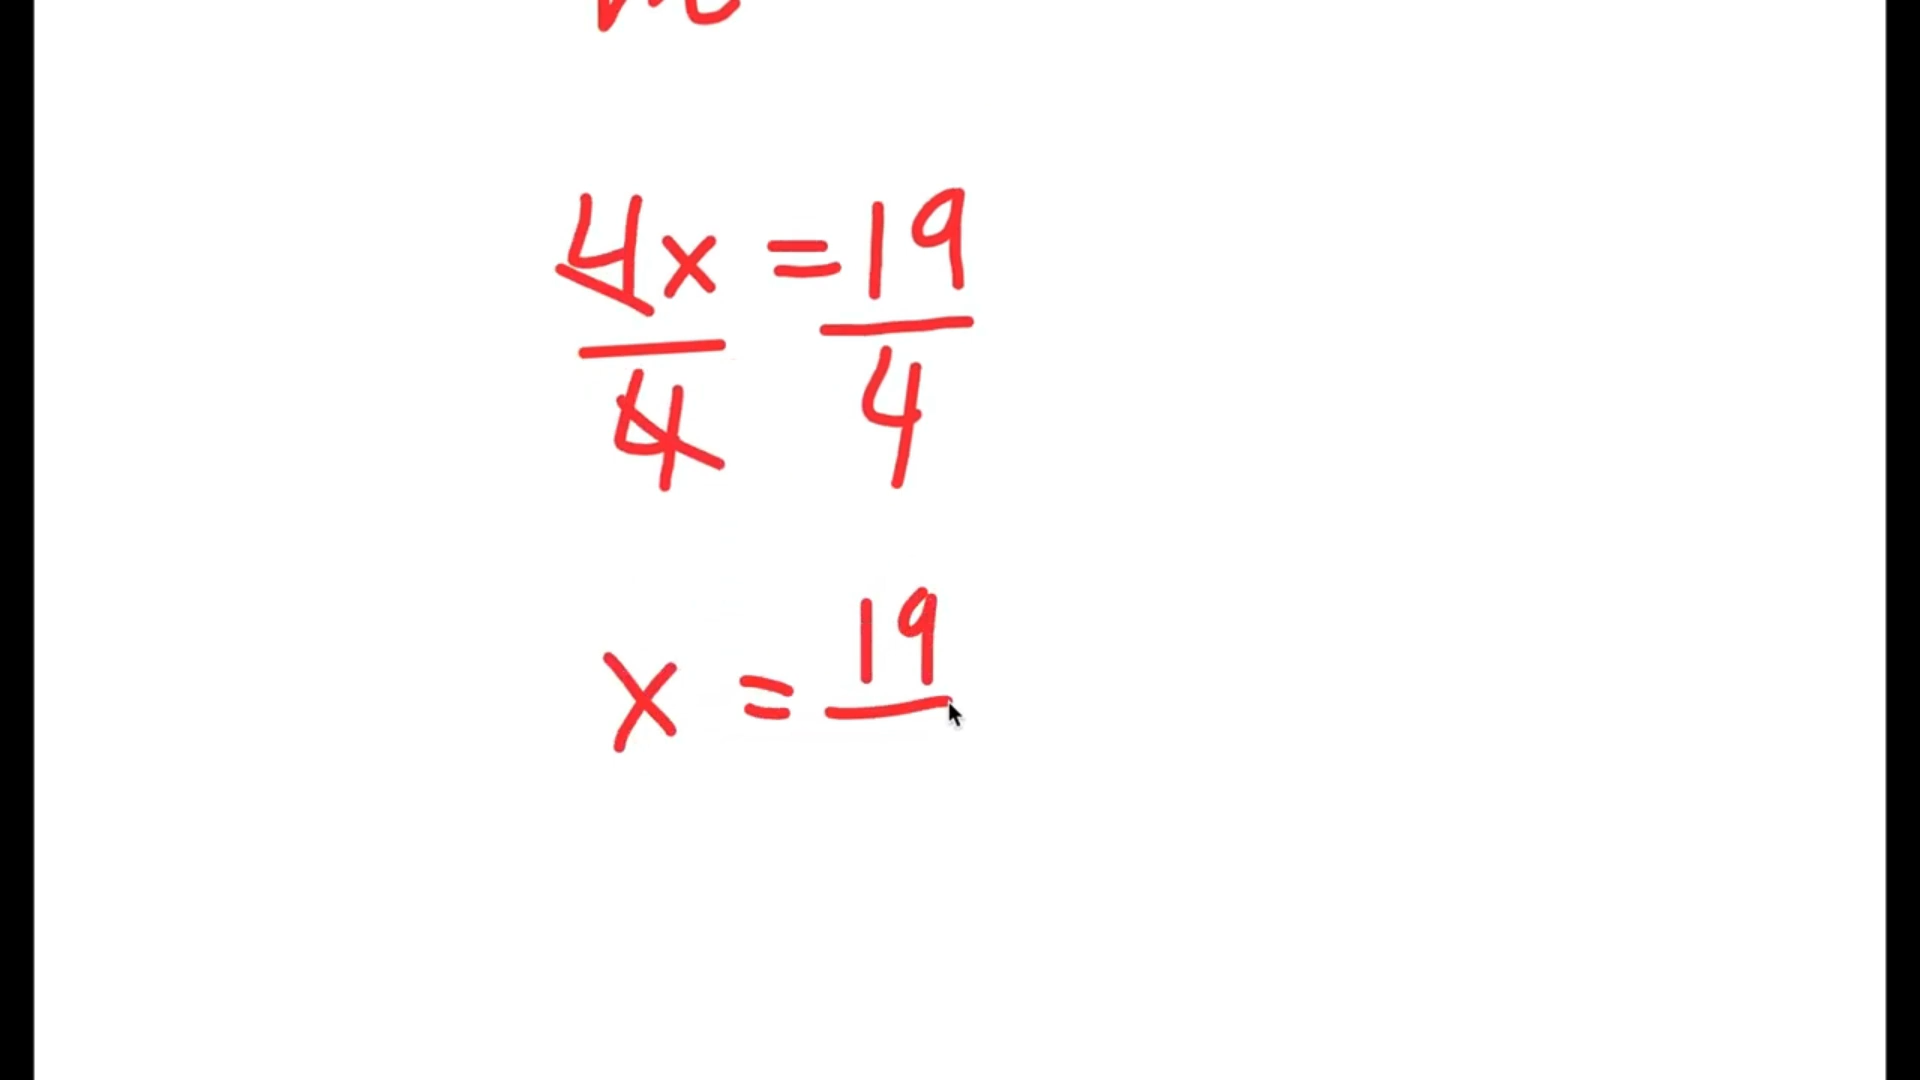 4x = 19
4 4
x = 19